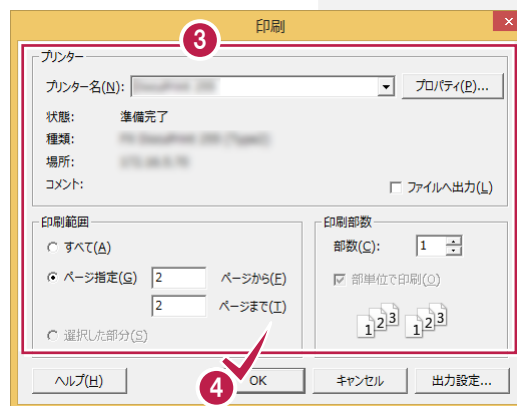 印刷
3
プリンター
プリンター名(N):
プロパティ(P)...
状態: 準備完了
種類:
場所:
コメント:
ファイルへ出力(L)
印刷範囲
すべて(A)
ページ指定(G) 2 ページから(F)
2 ページまで(T)
選択した部分(S)
印刷部数
部数(C): 1
部単位で印刷(O)
1 2 3 1 2 3
4
ヘルプ(H) OK キャンセル 出力設定...